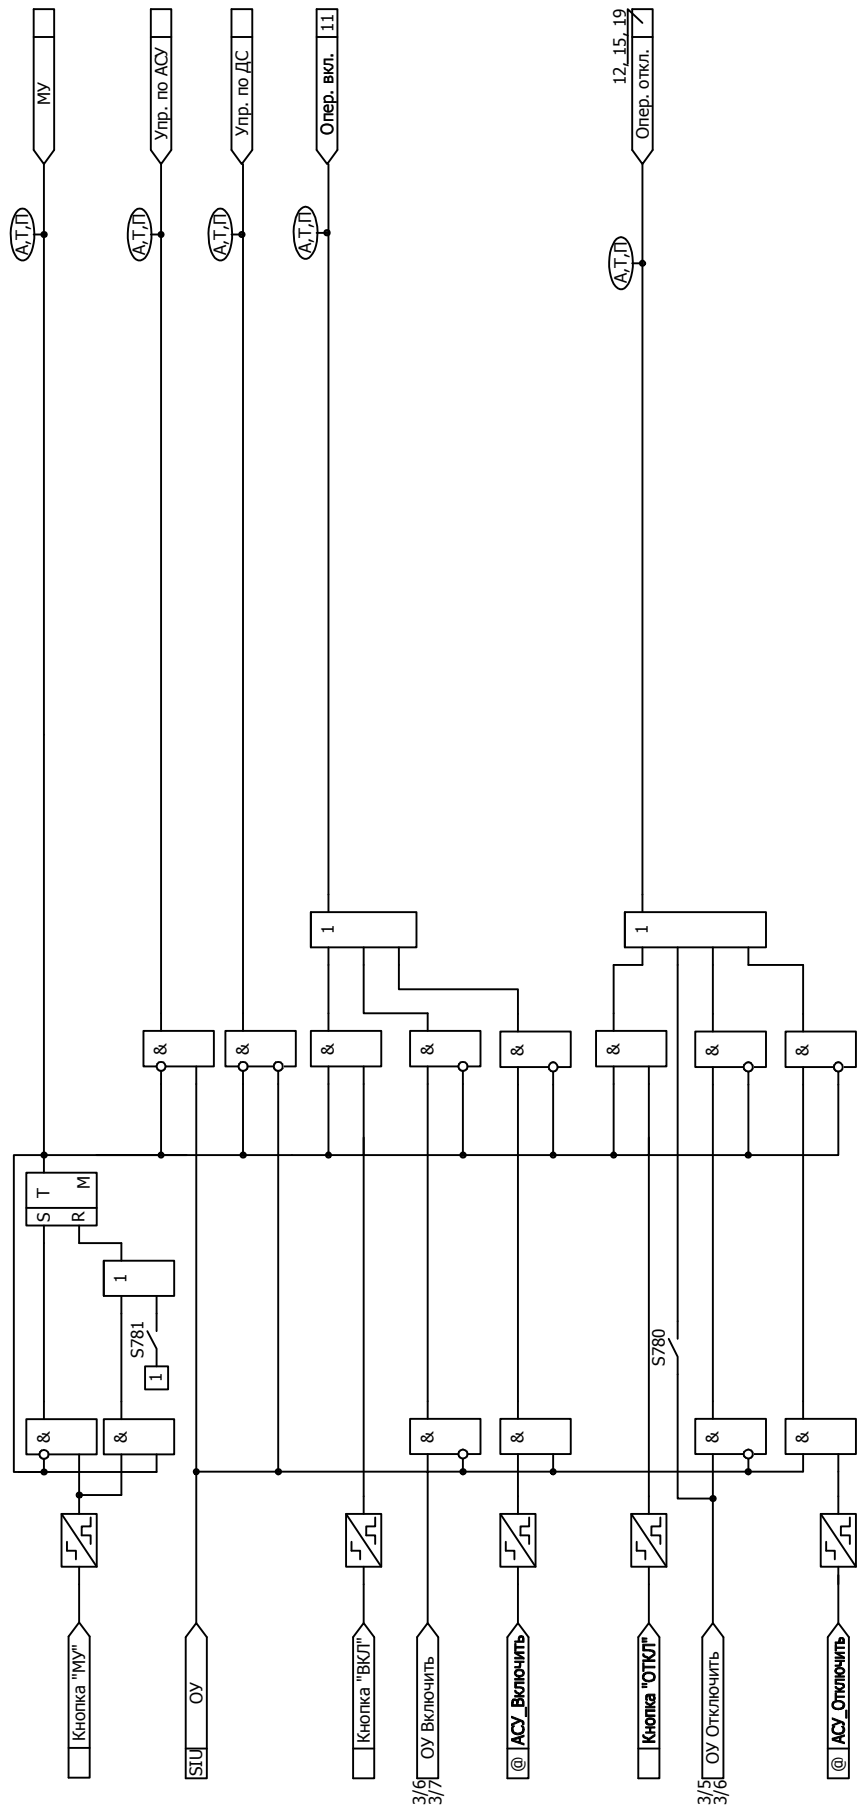 МУ
Упр. по АСУ
Упр. по ДС
Опер. вкл. 11
12, 15, 19
Опер. откл.
А,Т,П
А,Т,П
А,Т,П
А,Т,П
А,Т,П
1
1
&
&
&
&
&
&
&
&
S T
R M
1
S781
1
S780
&
&
&
&
&
&
Кнопка "МУ"
SIU ОУ
Кнопка "ВКЛ"
ОУ Включить
3/6
3/7
@ АСУ_Включить
Кнопка "ОТКЛ"
ОУ Отключить
3/5
3/6
@ АСУ_Отключить